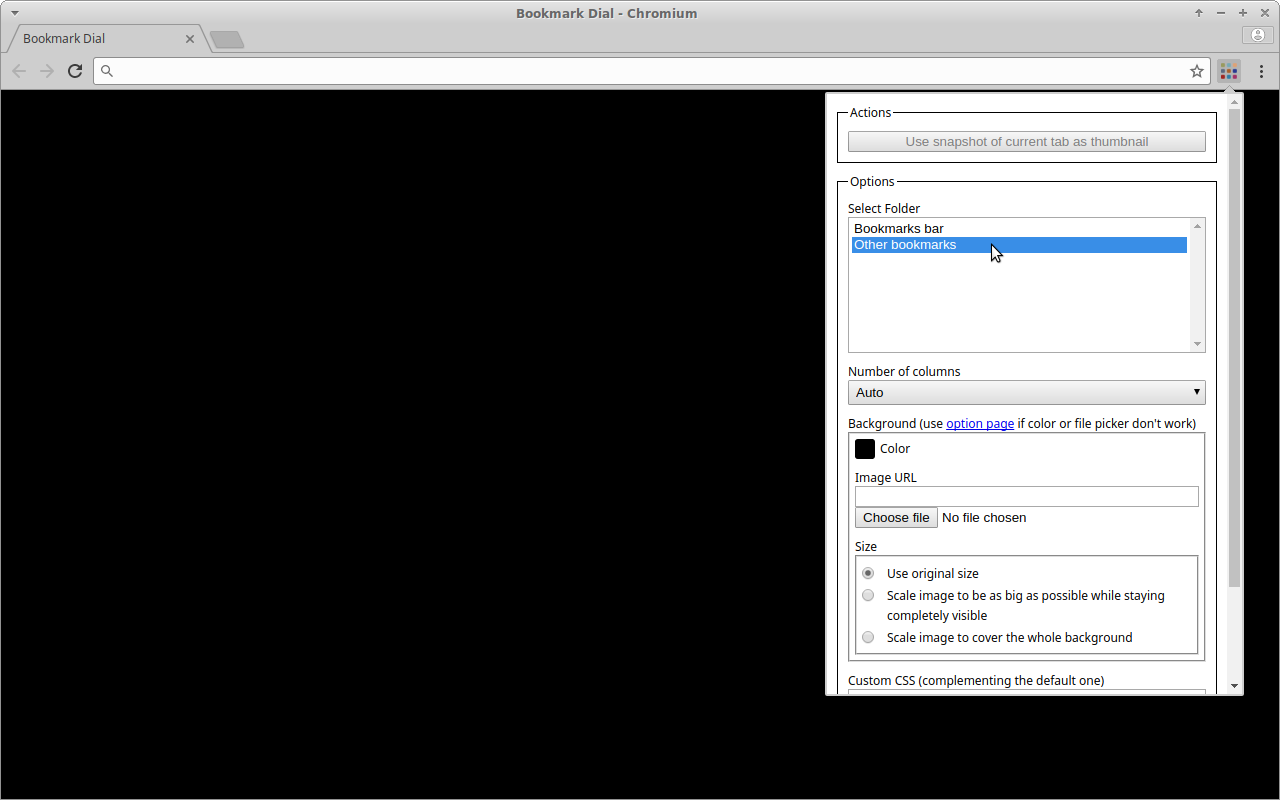 Bookmark Dial - Chromium
Bookmark Dial
Actions
Use snapshot of current tab as thumbnail
Options
Select Folder
Bookmarks bar
Other bookmarks
Number of columns
Auto
Background (use option page if color or file picker don't work)
Color
Image URL
Choose file No file chosen
Size
Use original size
Scale image to be as big as possible while staying
completely visible
Scale image to cover the whole background
Custom CSS (complementing the default one)